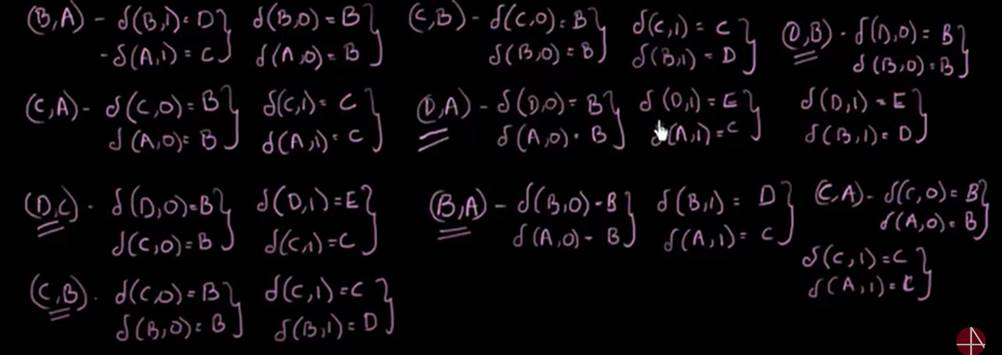 (B,A) - δ(B,1) = D} δ(B,0) = B}
- δ(A,1) = C} δ(A,0) = B}
(C,B) - δ(C,0) = B} δ(C,1) = C}
δ(B,0) = B} δ(B,1) = D}
(D,B) - δ(D,0) = B}
δ(B,0) = B}
(C,A) - δ(C,0) = B} δ(C,1) = C}
δ(A,0) = B} δ(A,1) = C}
(D,A) - δ(D,0) = B} δ(D,1) = E} δ(D,1) = E}
δ(A,0) = B} δ(A,1) = C} δ(B,1) = D}
(D,C) - δ(D,0) = B} δ(D,1) = E}
δ(C,0) = B} δ(C,1) = C}
(B,A) - δ(B,0) = B} δ(B,1) = D}
δ(A,0) = B} δ(A,1) = C}
(C,A) - δ(C,0) = B}
δ(A,0) = B}
δ(C,1) = C}
δ(A,1) = C}
(C,B) - δ(C,0) = B} δ(C,1) = C}
δ(B,0) = B} δ(B,1) = D}